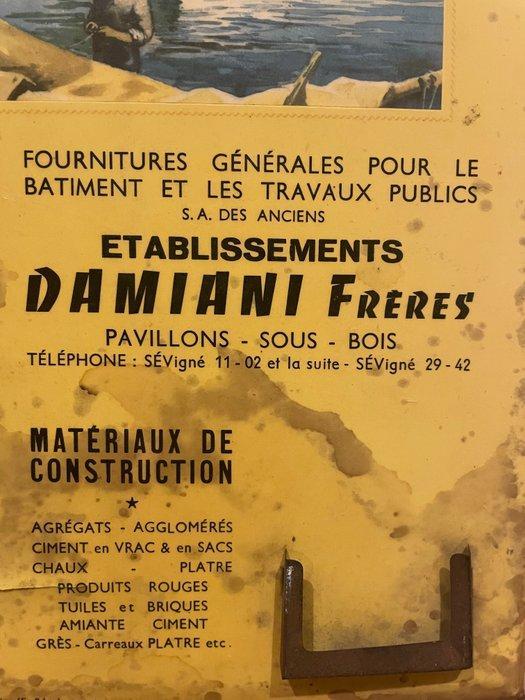 FOURNITURES GÉNÉRALES POUR LE
BATIMENT ET LES TRAVAUX PUBLICS
S.A. DES ANCIENS
ETABLISSEMENTS
DAMIANI FRERES
PAVILLONS - SOUS - BOIS
TÉLÉPHONE : SÉVigné 11-02 et la suite - SÉVigné 29-42
MATÉRIAUX DE
CONSTRUCTION
★
AGRÉGATS - AGGLOMÉRÉS
CIMENT en VRAC & en SACS
CHAUX - PLATRE
PRODUITS ROUGES
TUILES et BRIQUES
AMIANTE CIMENT
GRÈS - Carreaux PLATRE etc.